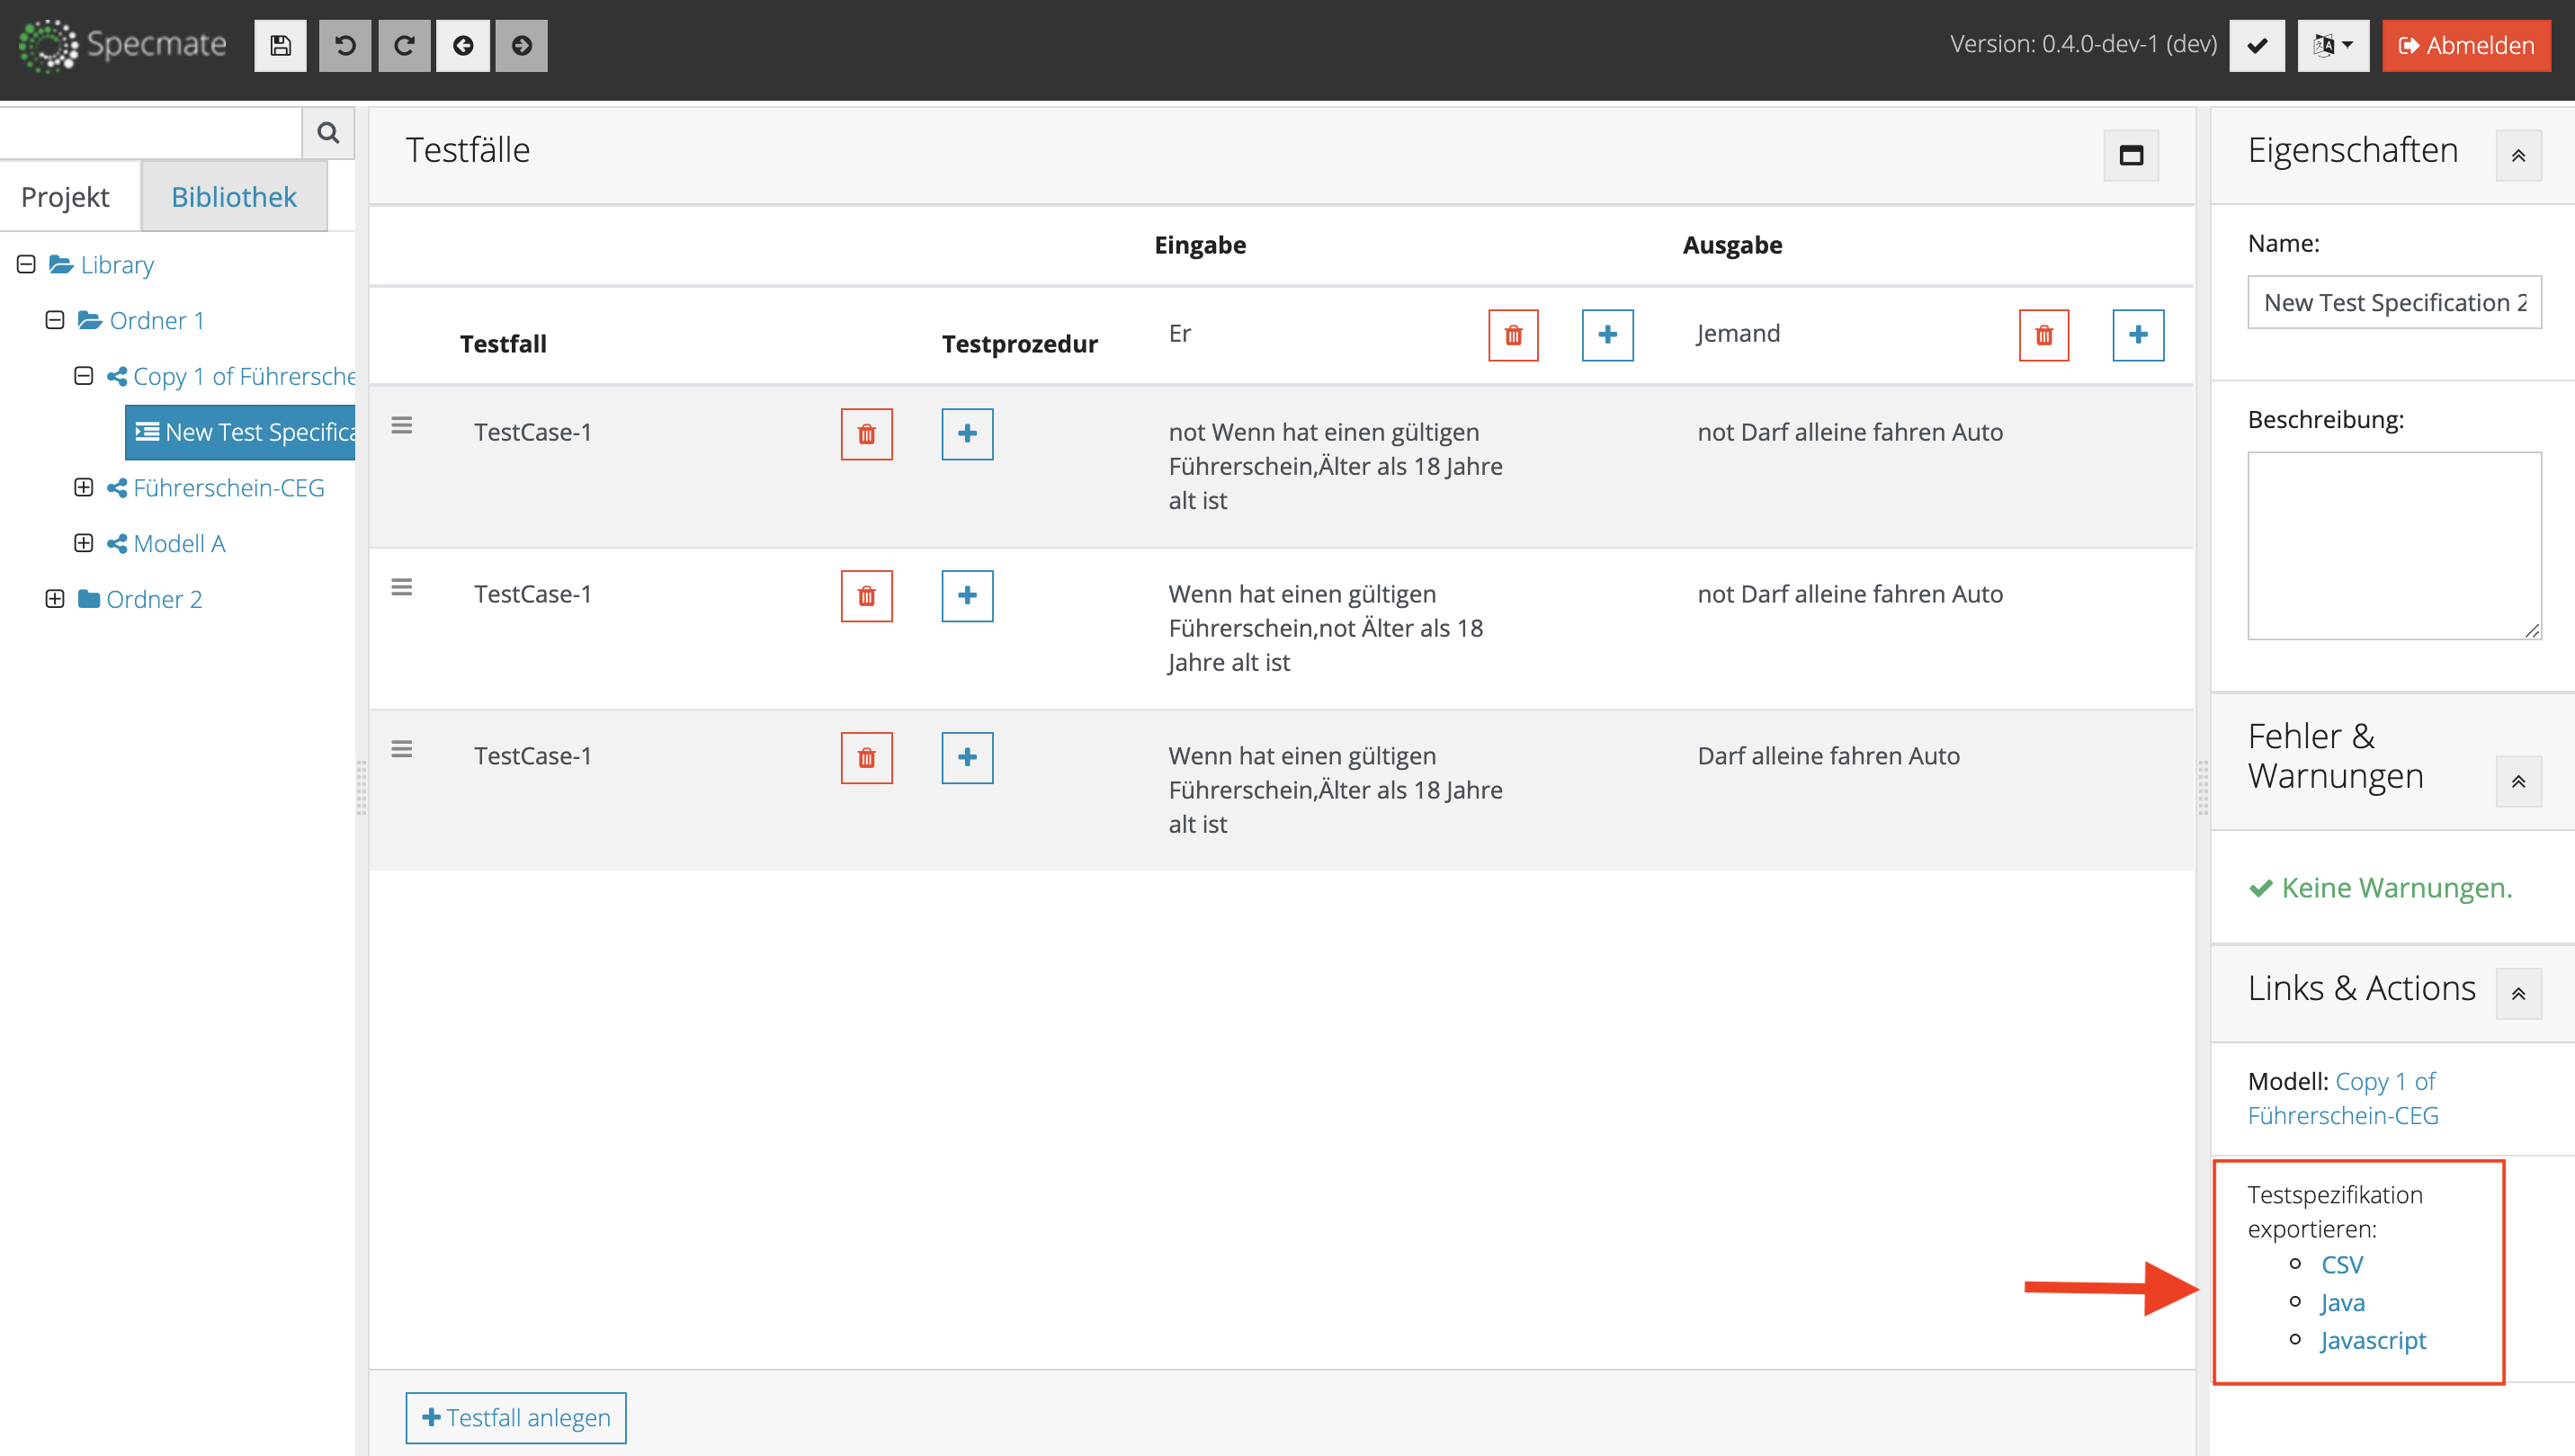 Specmate
Version: 0.4.0-dev-1 (dev)
Abmelden
Projekt
Bibliothek
Library
Ordner 1
Copy 1 of Führersche
New Test Specifica
Führerschein-CEG
Modell A
Ordner 2
Testfälle
Eingabe
Ausgabe
Testfall
Testprozedur
Er
Jemand
TestCase-1
not Wenn hat einen gültigen
Führerschein,Älter als 18 Jahre
alt ist
not Darf alleine fahren Auto
TestCase-1
Wenn hat einen gültigen
Führerschein,not Älter als 18
Jahre alt ist
not Darf alleine fahren Auto
TestCase-1
Wenn hat einen gültigen
Führerschein,Älter als 18 Jahre
alt ist
Darf alleine fahren Auto
Testfall anlegen
Eigenschaften
Name:
New Test Specification 2
Beschreibung:
Fehler &
Warnungen
Keine Warnungen.
Links & Actions
Modell: Copy 1 of
Führerschein-CEG
Testspezifikation
exportieren:
CSV
Java
Javascript